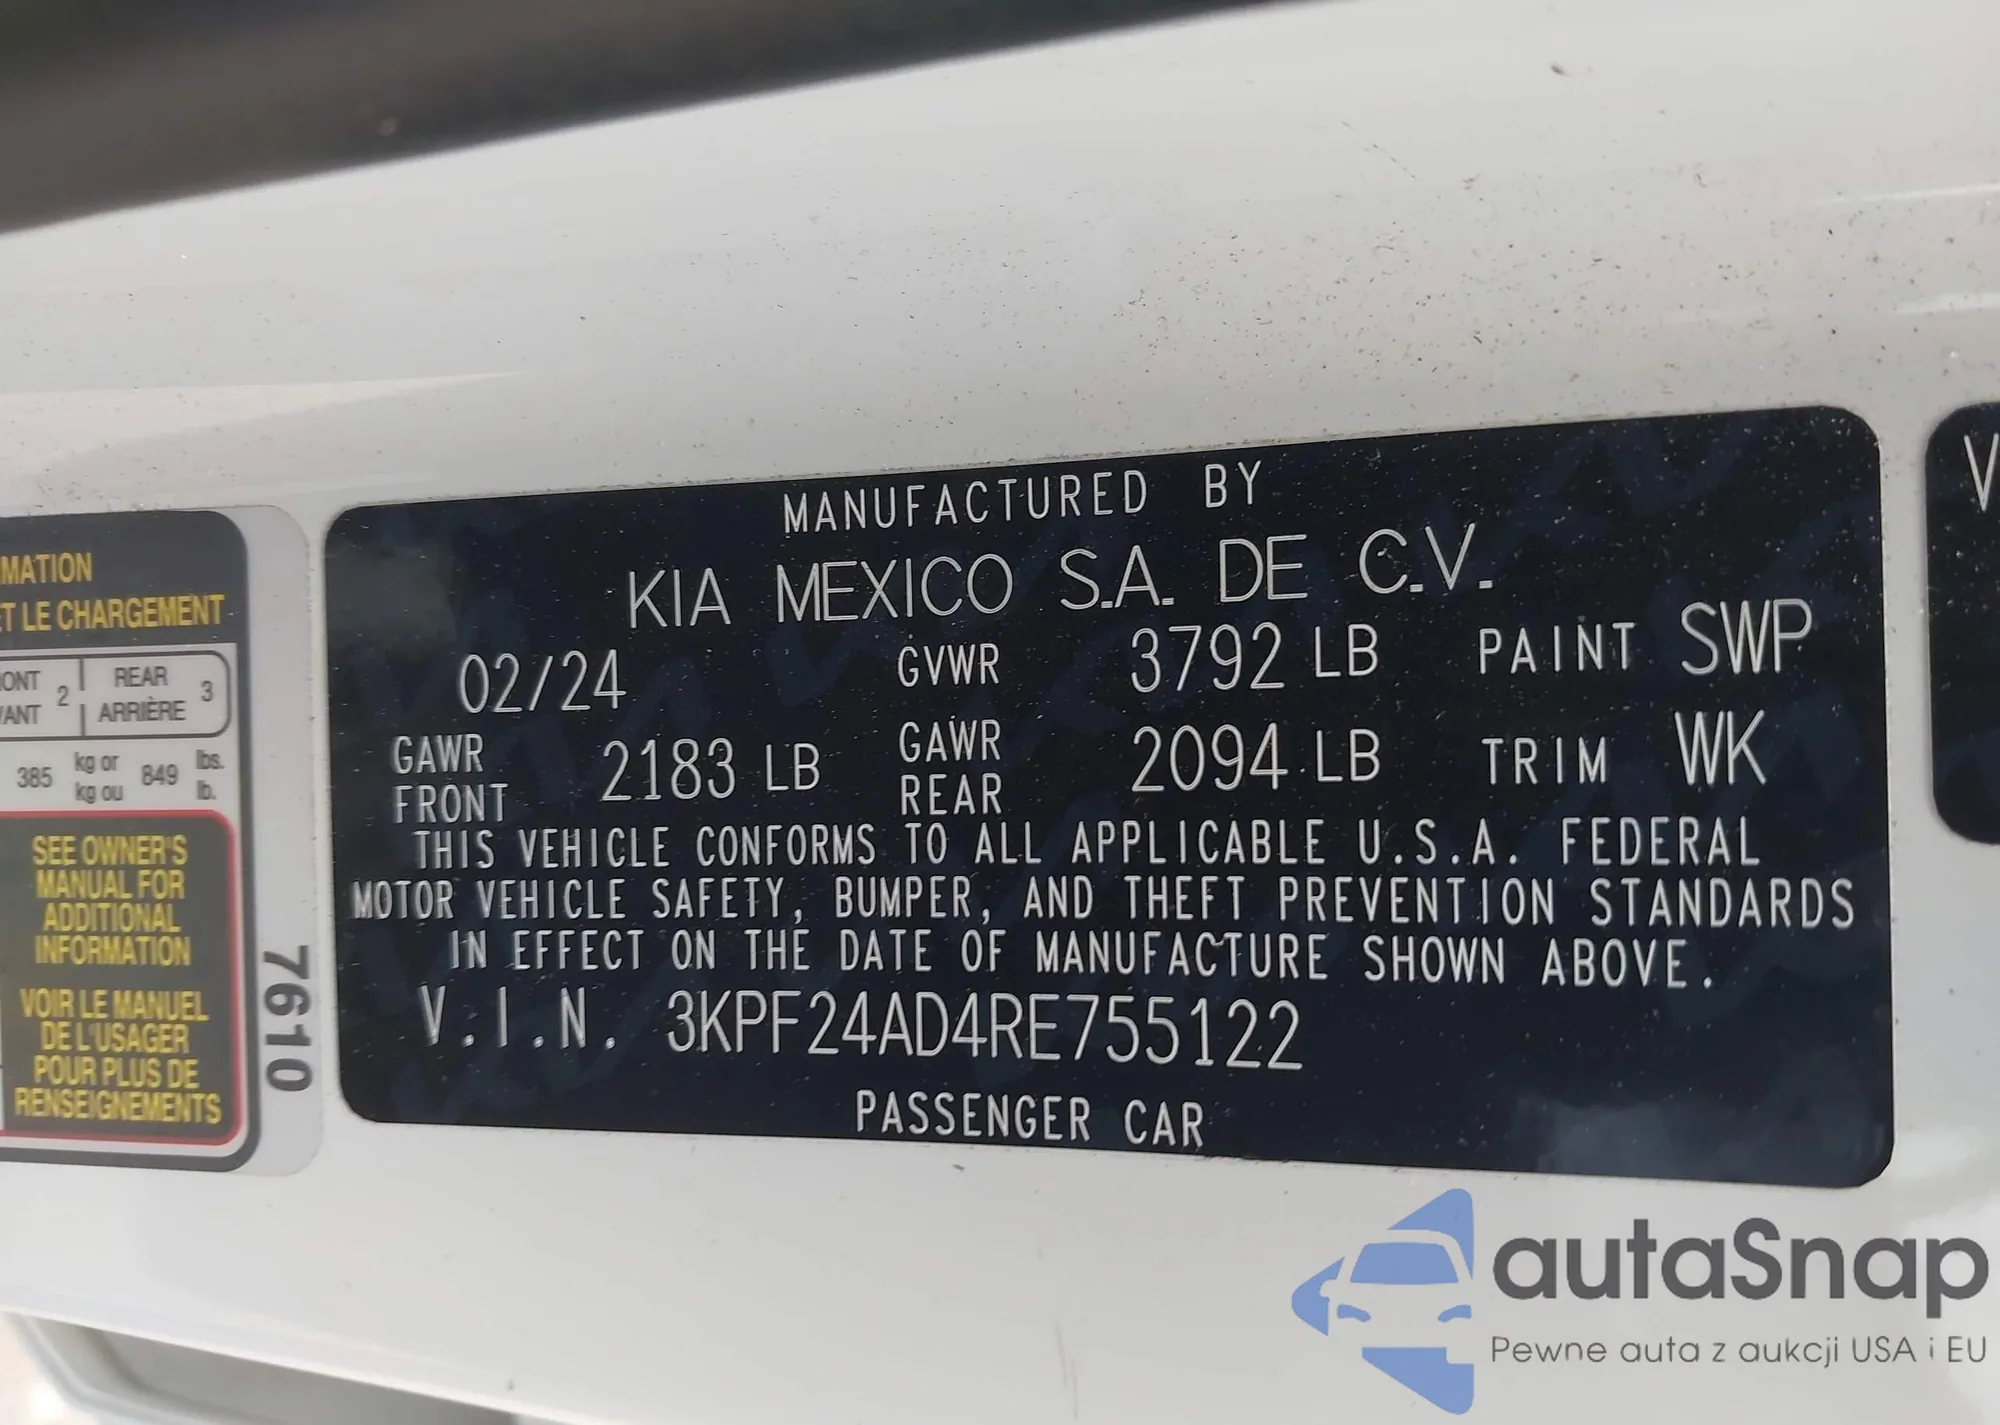 MANUFACTURED BY
KIA MEXICO S.A. DE C.V.
02/24 GVWR 3792 LB PAINT SWP
GAWR FRONT 2183 LB GAWR REAR 2094 LB TRIM WK
THIS VEHICLE CONFORMS TO ALL APPLICABLE U.S.A. FEDERAL
MOTOR VEHICLE SAFETY, BUMPER, AND THEFT PREVENTION STANDARDS
IN EFFECT ON THE DATE OF MANUFACTURE SHOWN ABOVE.
V.I.N. 3KPF24AD4RE755122
PASSENGER CAR
MATION
ET LE CHARGEMENT
ONT 2 REAR 3
VANT ARRIÈRE
385 kg or 849 lbs.
kg ou lb.
SEE OWNER'S
MANUAL FOR
ADDITIONAL
INFORMATION
VOIR LE MANUEL
DE L'USAGER
POUR PLUS DE
RENSEIGNEMENTS
7610
V
autaSnap
Pewne auta z aukcji USA i EU